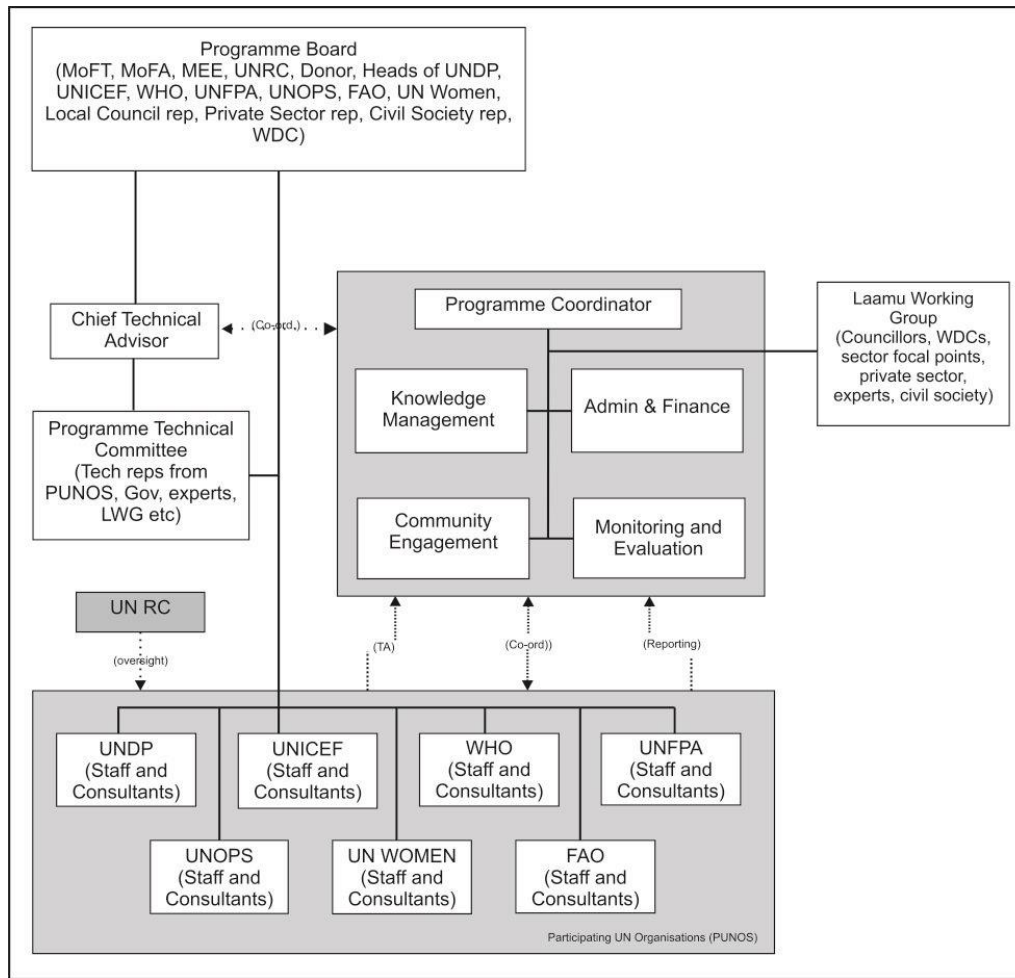 Programme Board
(MoFT, MoFA, MEE, UNRC, Donor, Heads of UNDP,
UNICEF, WHO, UNFPA, UNOPS, FAO, UN Women,
Local Council rep, Private Sector rep, Civil Society rep,
WDC)
Chief Technical
Advisor
(Co-ord.)
Programme Coordinator
Laamu Working
Group
(Councillors, WDCs,
sector focal points,
private sector,
experts, civil society)
Knowledge
Management
Admin & Finance
Programme Technical
Committee
(Tech reps from
PUNOS, Gov, experts,
LWG etc)
Community
Engagement
Monitoring and
Evaluation
UN RC
(oversight)
(TA)
(Co-ord))
(Reporting)
UNDP
(Staff and
Consultants)
UNICEF
(Staff and
Consultants)
WHO
(Staff and
Consultants)
UNFPA
(Staff and
Consultants)
UNOPS
(Staff and
Consultants)
UN WOMEN
(Staff and
Consultants)
FAO
(Staff and
Consultants)
Participating UN Organisations (PUNOS)